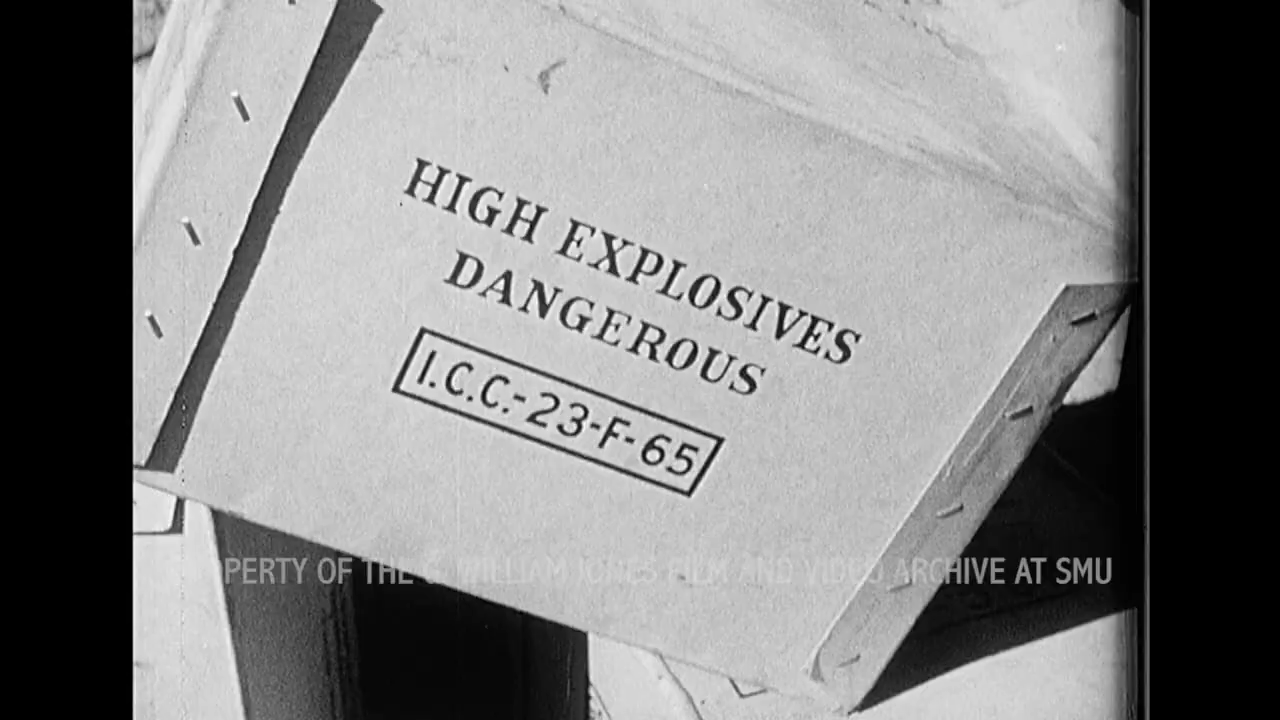 HIGH EXPLOSIVES
DANGEROUS
I.C.C.-23-F-65
PERTY OF THE G. WILLIAM JONES FILM AND VIDEO ARCHIVE AT SMU